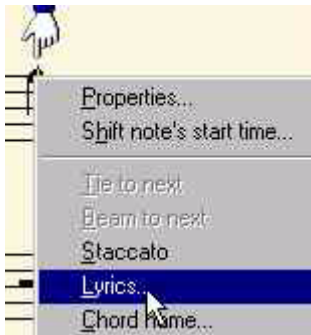 Properties...
Shift note's start time...
Tie to next
Beam to next
Staccato
Lyrics...
Chord name...